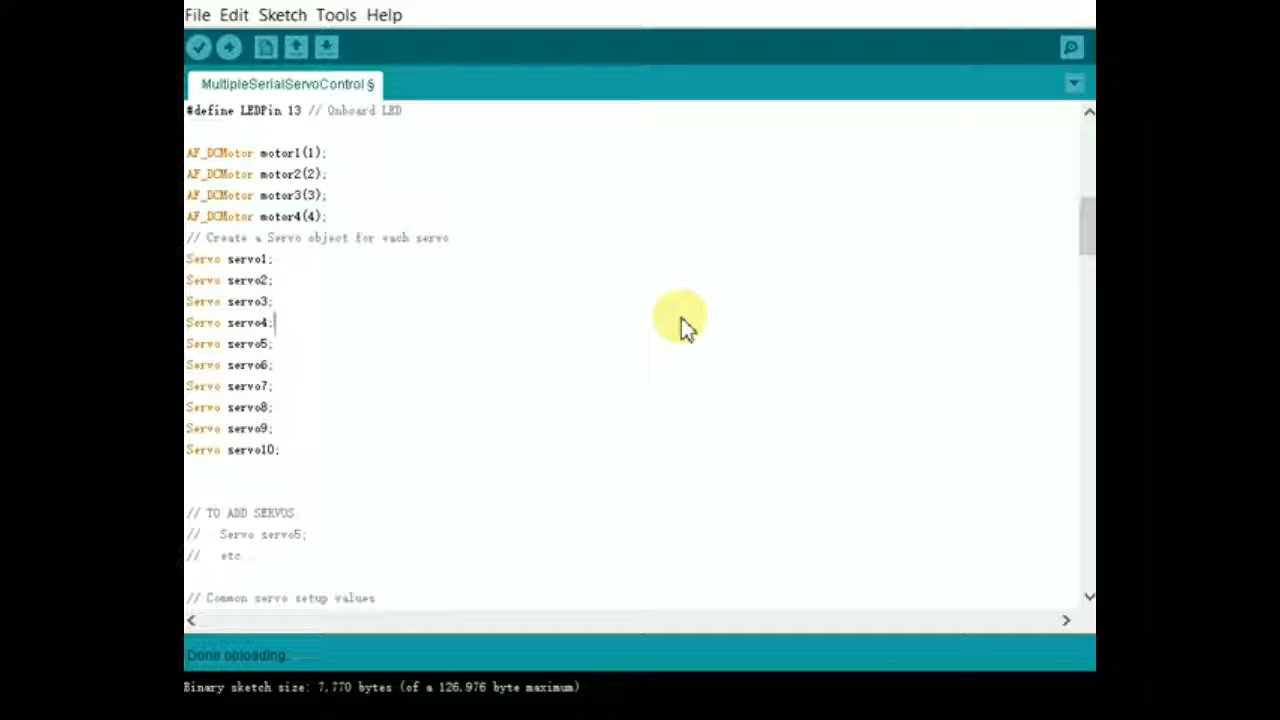 File Edit Sketch Tools Help
MultipleSerialServoControl §
#define LEDPin 13 // Onboard LED
AF_DCMotor motor1(1);
AF_DCMotor motor2(2);
AF_DCMotor motor3(3);
AF_DCMotor motor4(4);
// Create a Servo object for each servo
Servo servo1;
Servo servo2;
Servo servo3;
Servo servo4;
Servo servo5;
Servo servo6;
Servo servo7;
Servo servo8;
Servo servo9;
Servo servo10;
// TO ADD SERVOS
// Servo servo5;
// etc...
// Common servo setup values
Done uploading.
Binary sketch size: 7,770 bytes (of a 126,976 byte maximum)